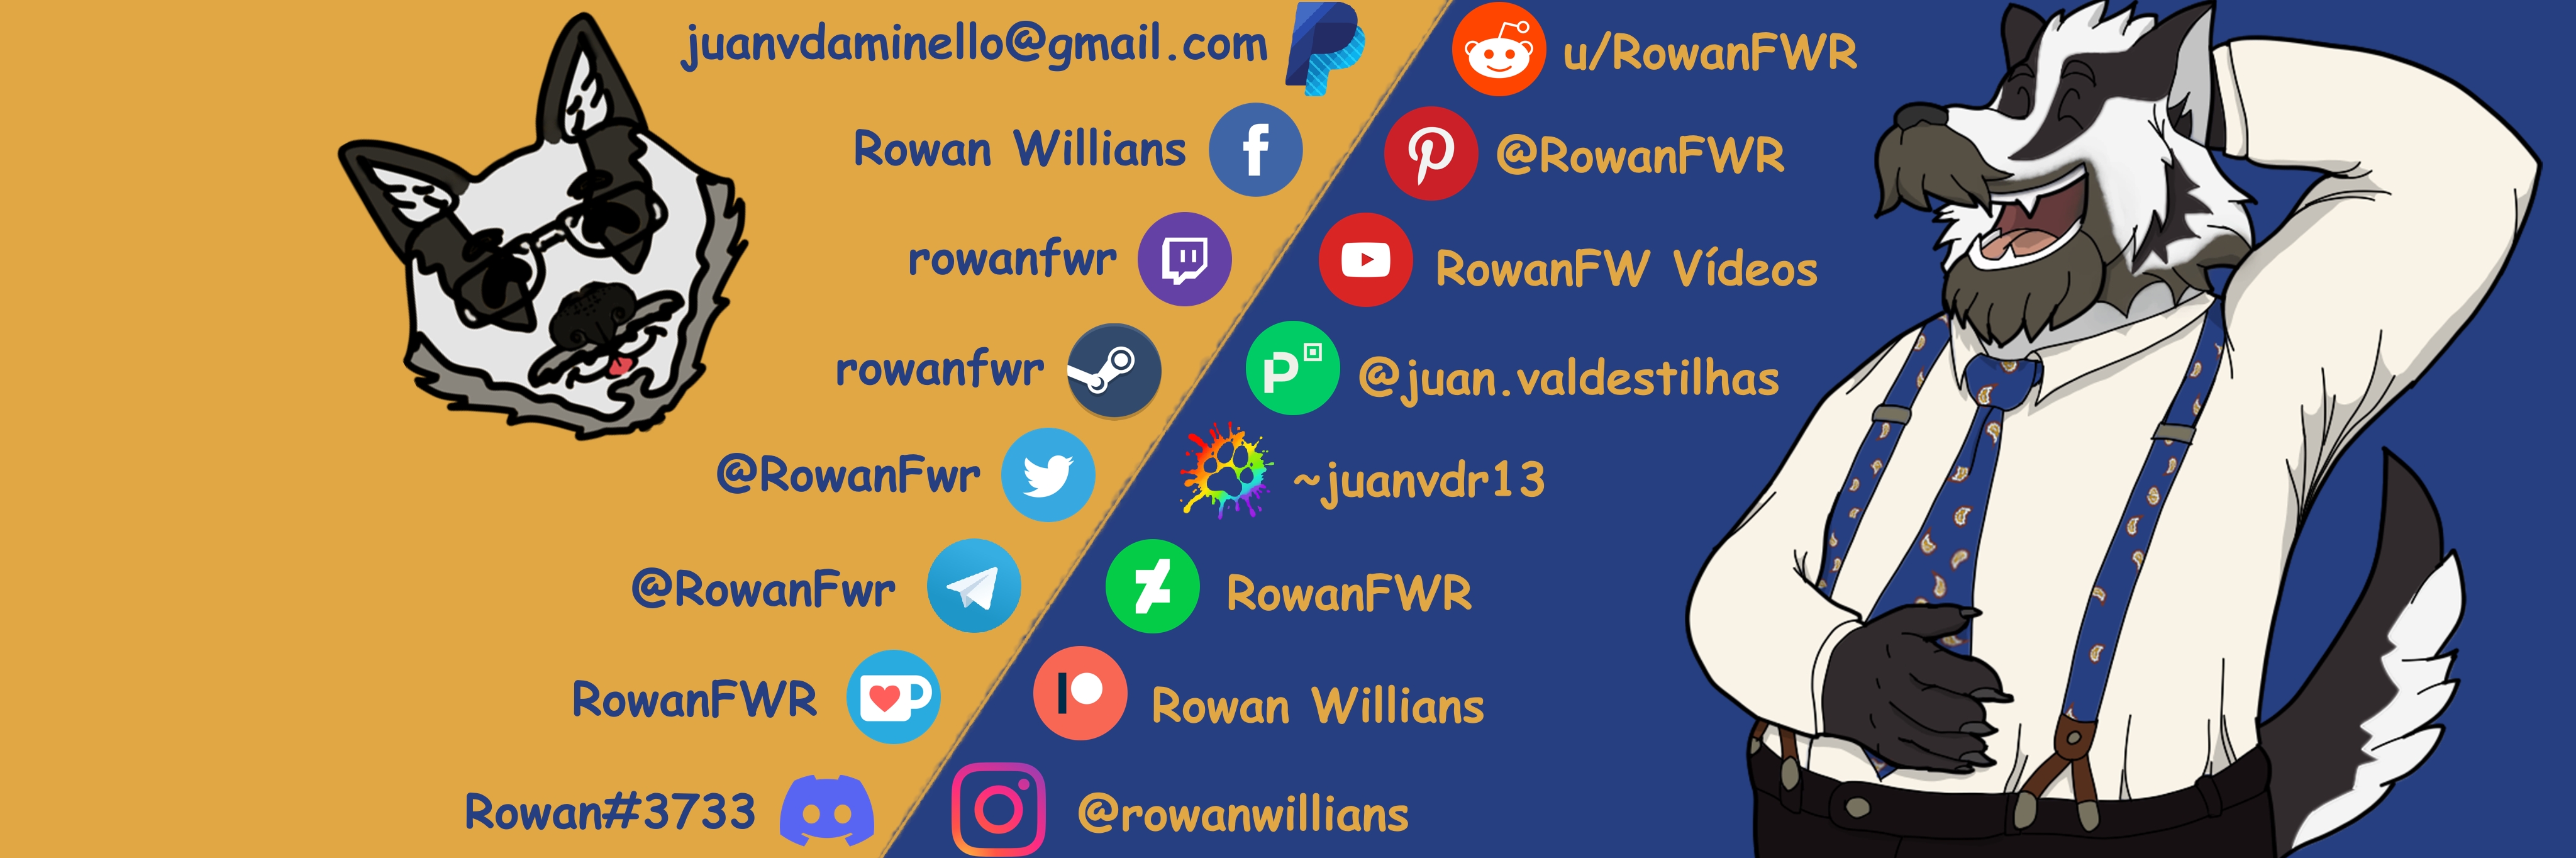 juanvdaminello@gmail.com
Rowan Willians
rowanfwr
rowanfwr
@RowanFwr
@RowanFwr
RowanFWR
Rowan#3733
u/RowanFWR
@RowanFWR
RowanFW Vídeos
@juan.valdestilhas
~juanvdr13
RowanFWR
Rowan Willians
@rowanwillians